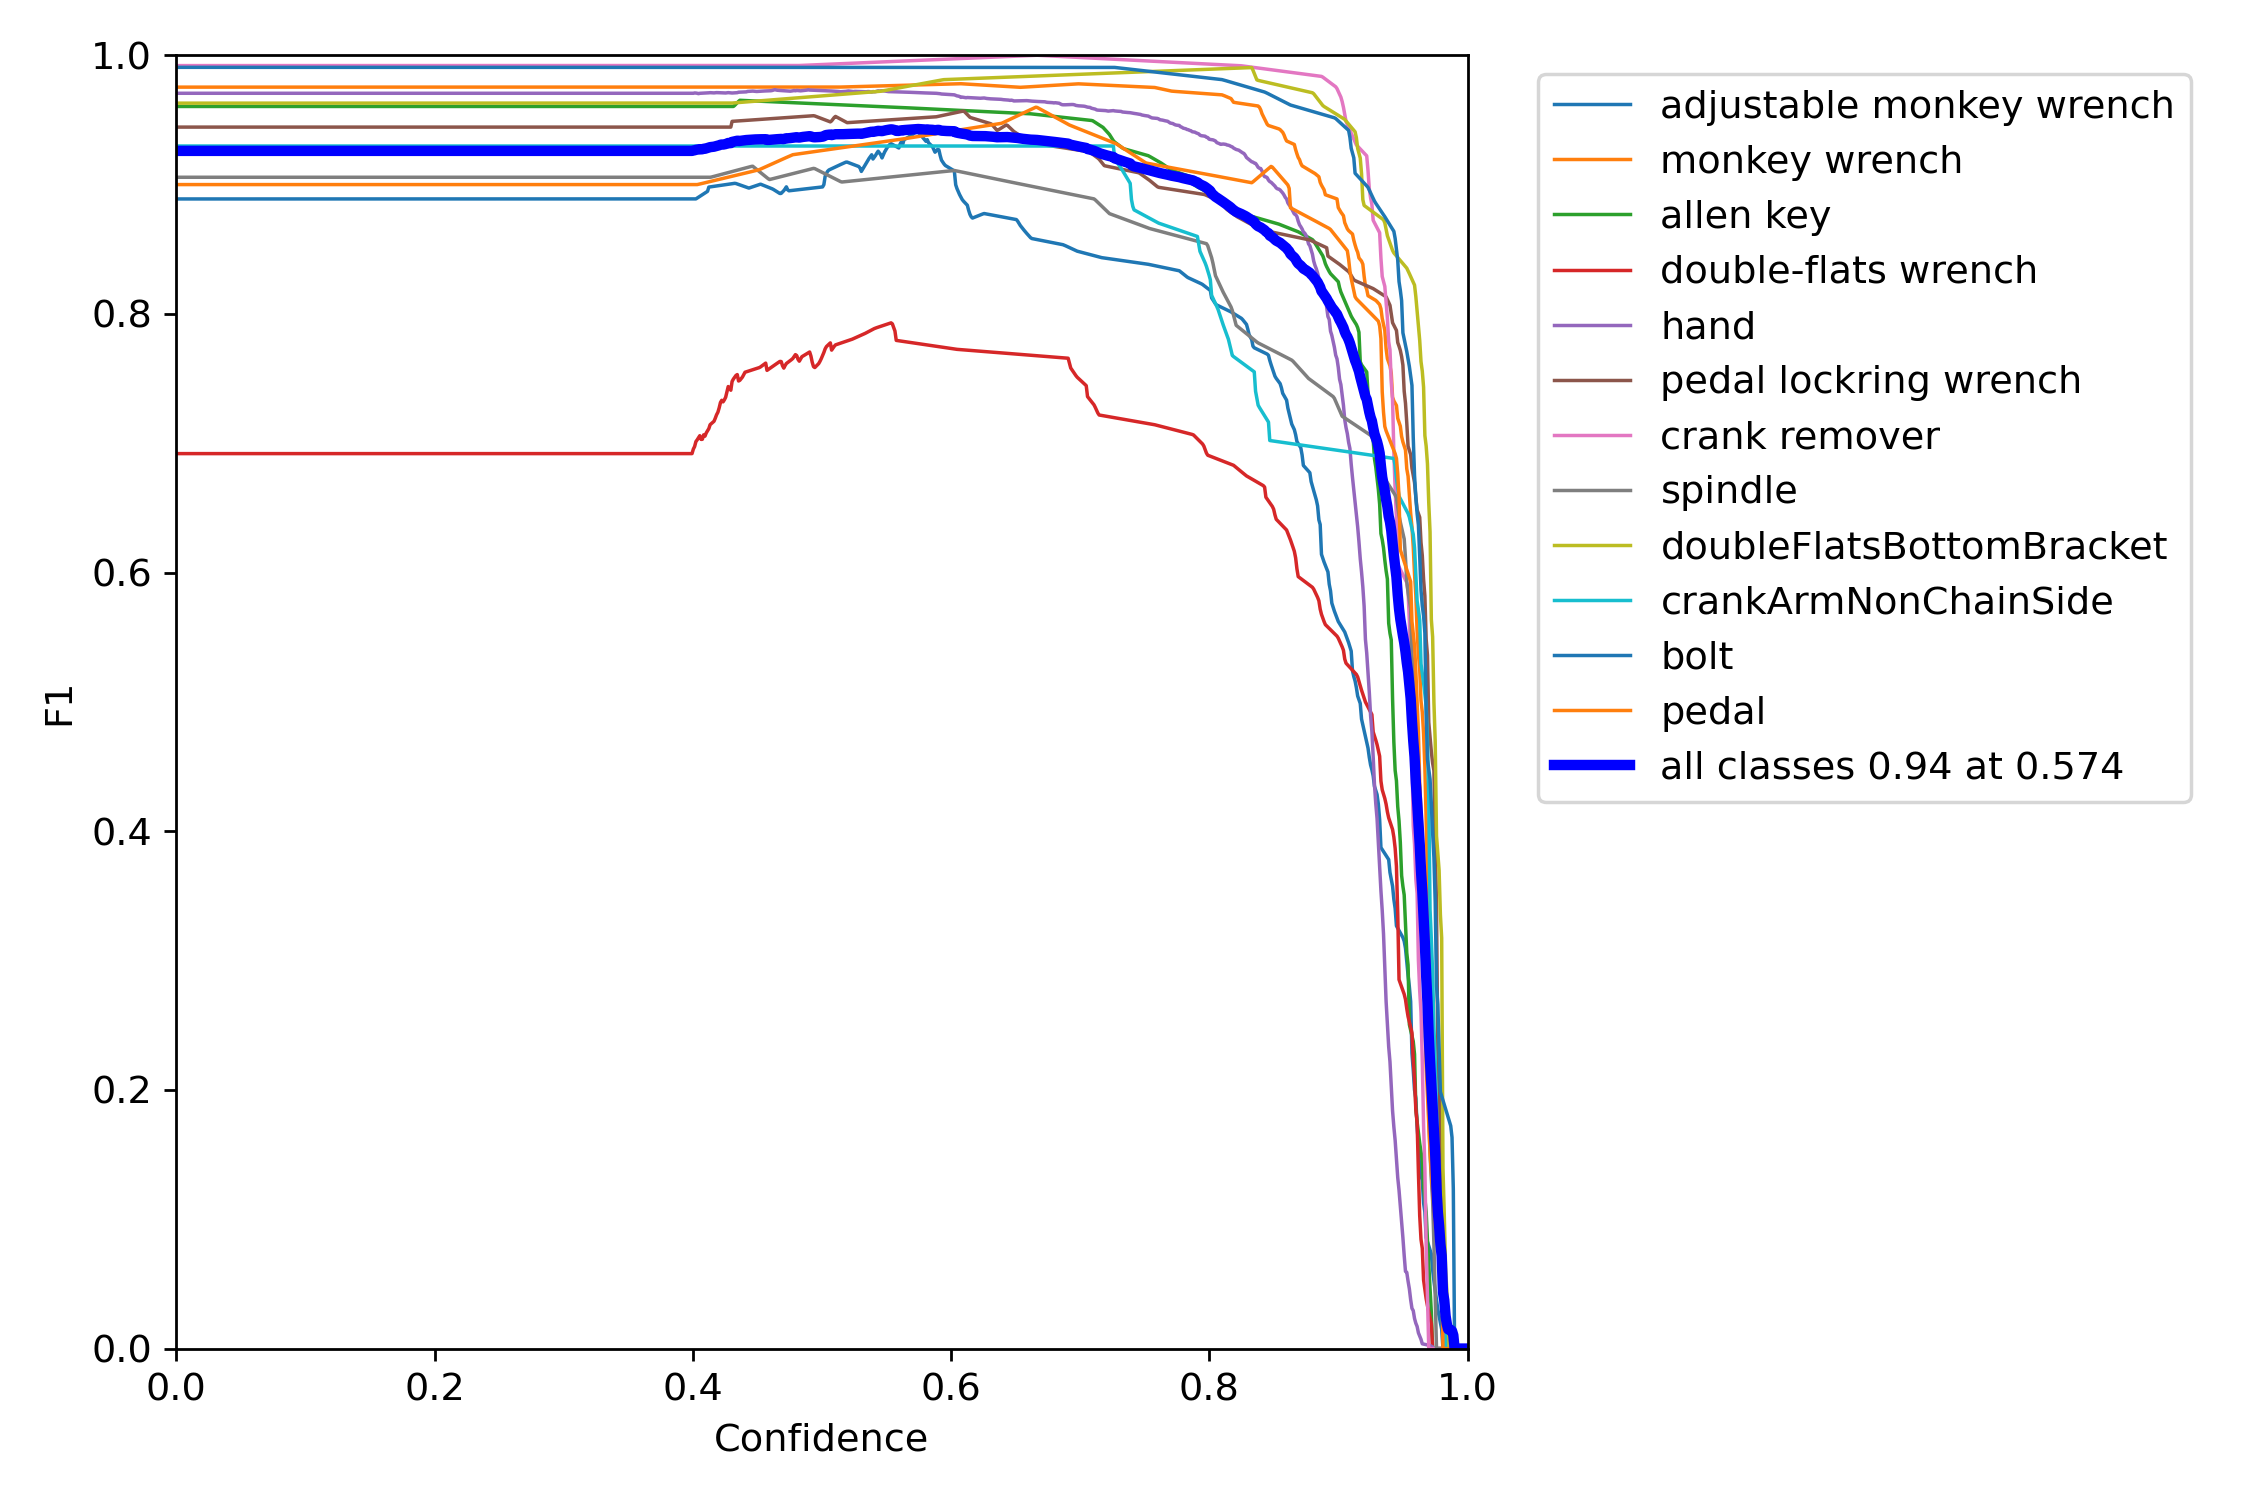 1.0
0.8
0.6
0.4
0.2
0.0
F1
0.0 0.2 0.4 0.6 0.8 1.0
Confidence
adjustable monkey wrench
monkey wrench
allen key
double-flats wrench
hand
pedal lockring wrench
crank remover
spindle
doubleFlatsBottomBracket
crankArmNonChainSide
bolt
pedal
all classes 0.94 at 0.574